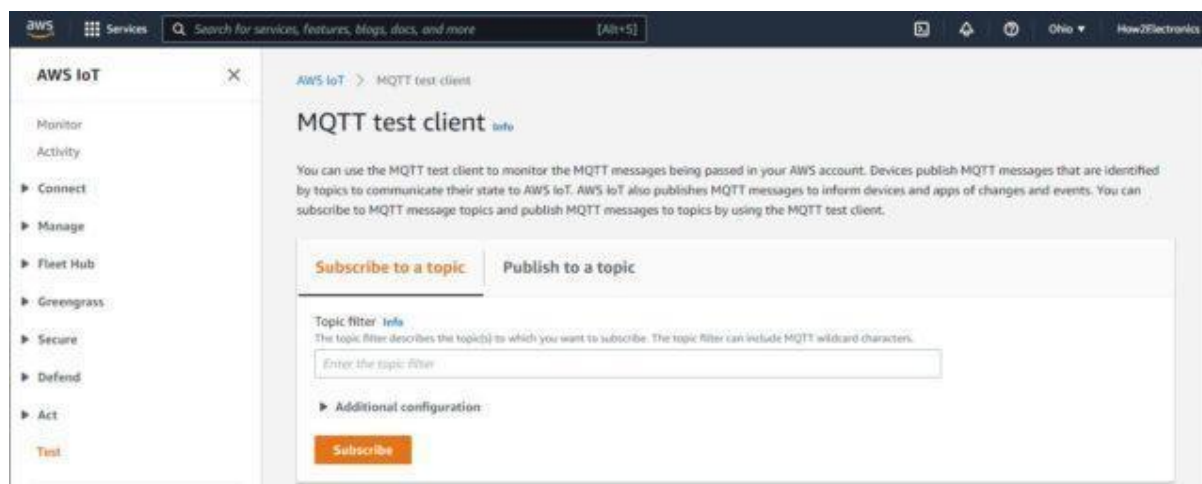 aws Services Search for services, features, blogs, docs, and more [Alt+S] Ohio How2Electronics
AWS IoT
Monitor
Activity
Connect
Manage
Fleet Hub
Greengrass
Secure
Defend
Act
Test
AWS IoT > MQTT test client
MQTT test client Info
You can use the MQTT test client to monitor the MQTT messages being passed in your AWS account. Devices publish MQTT messages that are identified
by topics to communicate their state to AWS IoT. AWS IoT also publishes MQTT messages to inform devices and apps of changes and events. You can
subscribe to MQTT message topics and publish MQTT messages to topics by using the MQTT test client.
Subscribe to a topic Publish to a topic
Topic filter Info
The topic filter describes the topic(s) to which you want to subscribe. The topic filter can include MQTT wildcard characters.
Enter the topic filter
Additional configuration
Subscribe